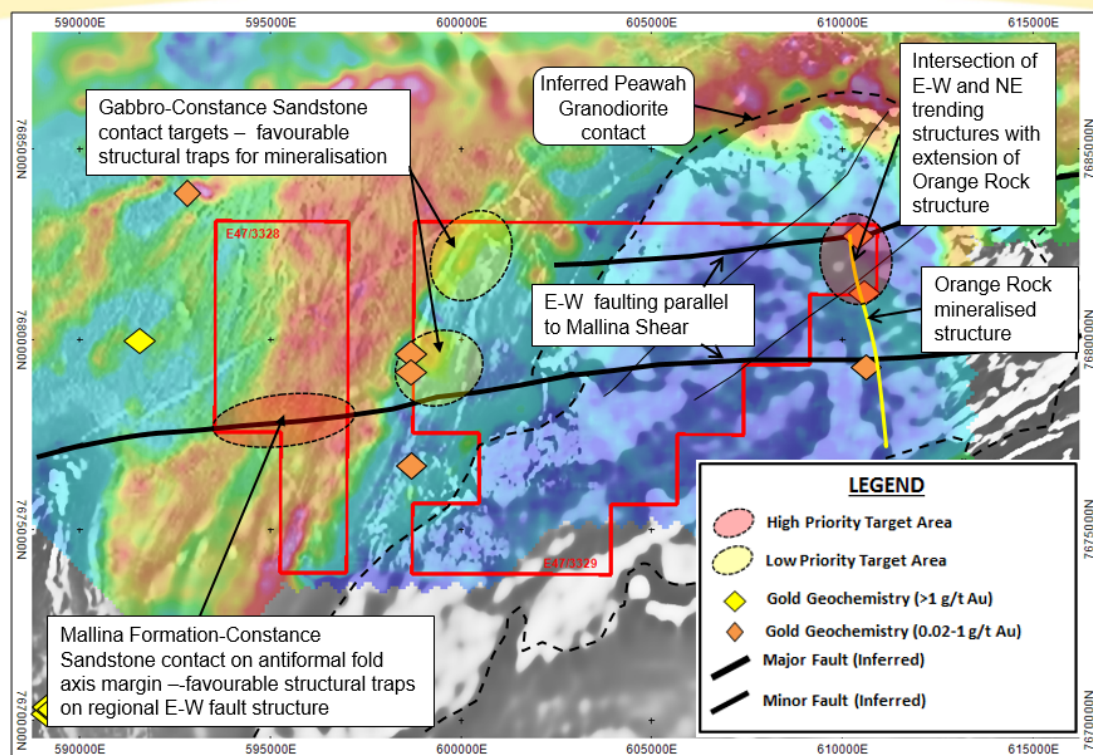 590000E
595000E
600000E
605000E
610000E
615000E
Gabbro-Constance Sandstone
contact targets – favourable
structural traps for mineralisation
Inferred Peawah
Granodiorite
contact
Intersection of
E-W and NE
trending
structures with
extension of
Orange Rock
structure
7685000N
7685000N
E47/3328
E-W faulting parallel
to Mallina Shear
Orange Rock
mineralised
structure
7680000N
7680000N
7675000N
7675000N
E47/3329
Mallina Formation-Constance
Sandstone contact on antiformal fold
axis margin –-favourable structural traps
on regional E-W fault structure
LEGEND
High Priority Target Area
Low Priority Target Area
Gold Geochemistry (>1 g/t Au)
Gold Geochemistry (0.02-1 g/t Au)
Major Fault (Inferred)
Minor Fault (Inferred)
7670000N
7670000N
590000E
595000E
600000E
605000E
610000E
615000E